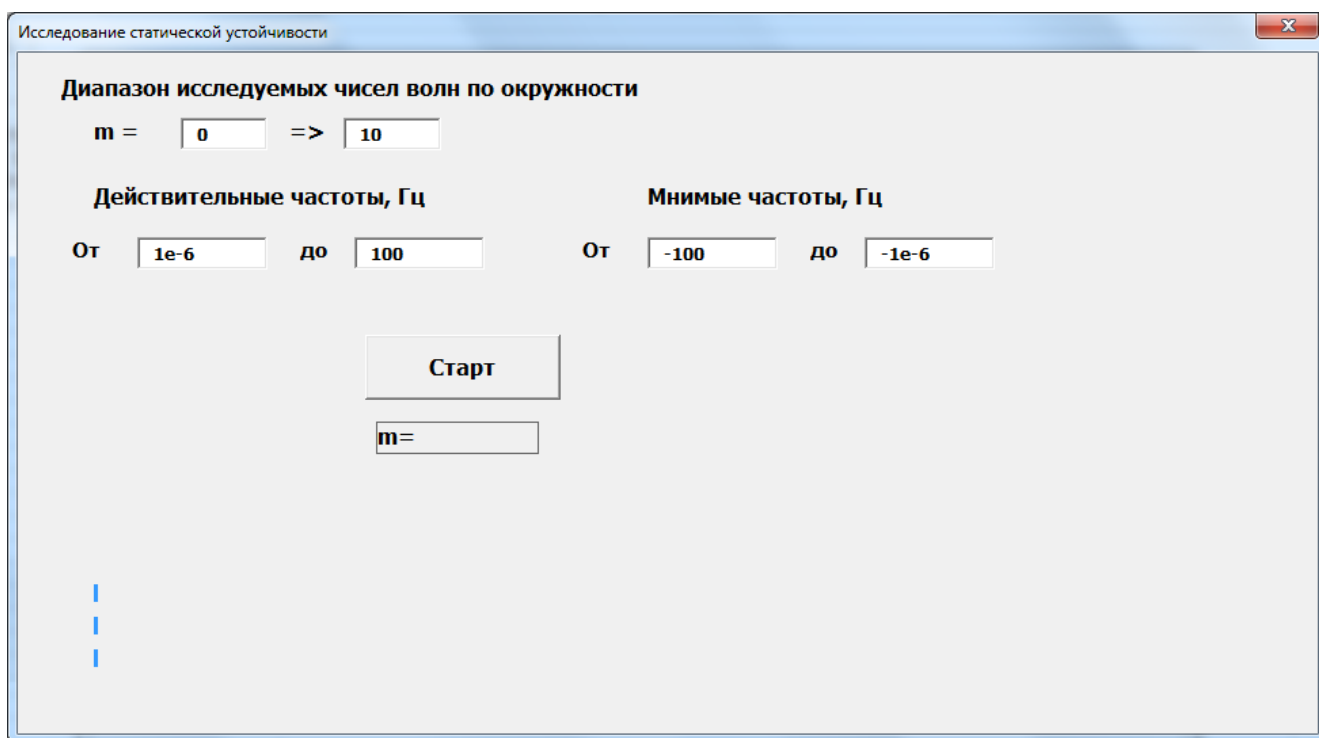 Исследование статической устойчивости
Диапазон исследуемых чисел волн по окружности
m = 0 => 10
Действительные частоты, Гц Мнимые частоты, Гц
От 1e-6 до 100 От -100 до -1e-6
Старт
m=